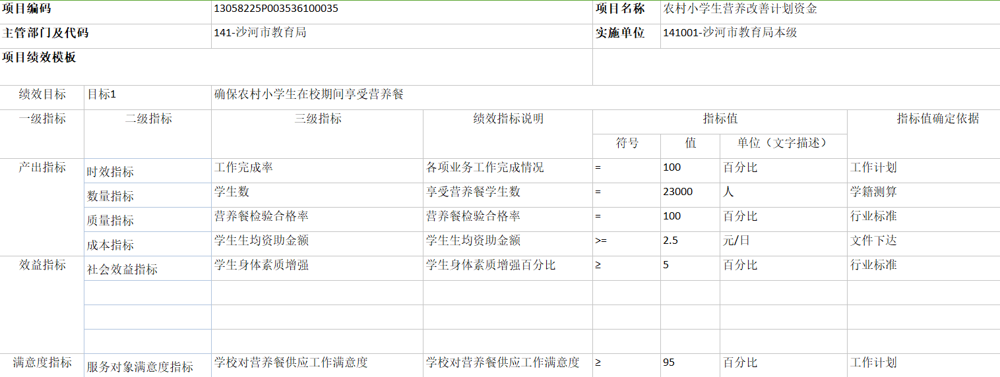 项目编码 13058225P003536100035 项目名称 农村小学生营养改善计划资金
主管部门及代码 141-沙河市教育局 实施单位 141001-沙河市教育局本级
项目绩效模板
绩效目标 目标1 确保农村小学生在校期间享受营养餐
一级指标 二级指标 三级指标 绩效指标说明 指标值 指标值确定依据
符号 值 单位（文字描述）
产出指标 时效指标 工作完成率 各项业务工作完成情况 = 100 百分比 工作计划
数量指标 学生数 享受营养餐学生数 = 23000 人 学籍测算
质量指标 营养餐检验合格率 营养餐检验合格率 = 100 百分比 行业标准
成本指标 学生生均资助金额 学生生均资助金额 >= 2.5 元/日 文件下达
效益指标 社会效益指标 学生身体素质增强 学生身体素质增强百分比 ≥ 5 百分比 行业标准
满意度指标 服务对象满意度指标 学校对营养餐供应工作满意度 学校对营养餐供应工作满意度 ≥ 95 百分比 工作计划